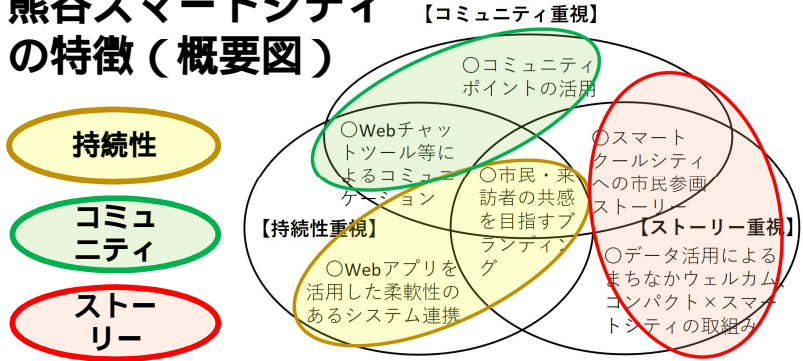 熊谷スマートシティ
の特徴（概要図）
持続性
コミュ
ニティ
ストー
リー
【コミュニティ重視】
〇コミュニティ
ポイントの活用
〇Webチャッ
トツール等に
よるコミュニ
ケーション
〇市民・来
訪者の共感
を目指すブ
ランディン
グ
〇スマート
クールシティ
への市民参画
ストーリー
【持続性重視】
【ストーリー重視】
〇Webアプリを
活用した柔軟性の
あるシステム連携
〇データ活用による
まちなかウェルカム、
コンパクト×スマー
トシティの取組み